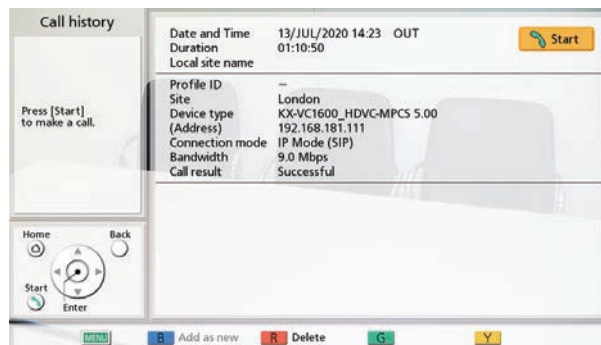 Call history
Press [Start]
to make a call.
Home
Back
Start
Enter
Date and Time 13/JUL/2020 14:23 OUT
Duration 01:10:50
Local site name
Start
Profile ID –
Site London
Device type KX-VC1600_HDVC-MPCS 5.00
(Address) 192.168.181.111
Connection mode IP Mode (SIP)
Bandwidth 9.0 Mbps
Call result Successful
MENU B Add as new R Delete G Y